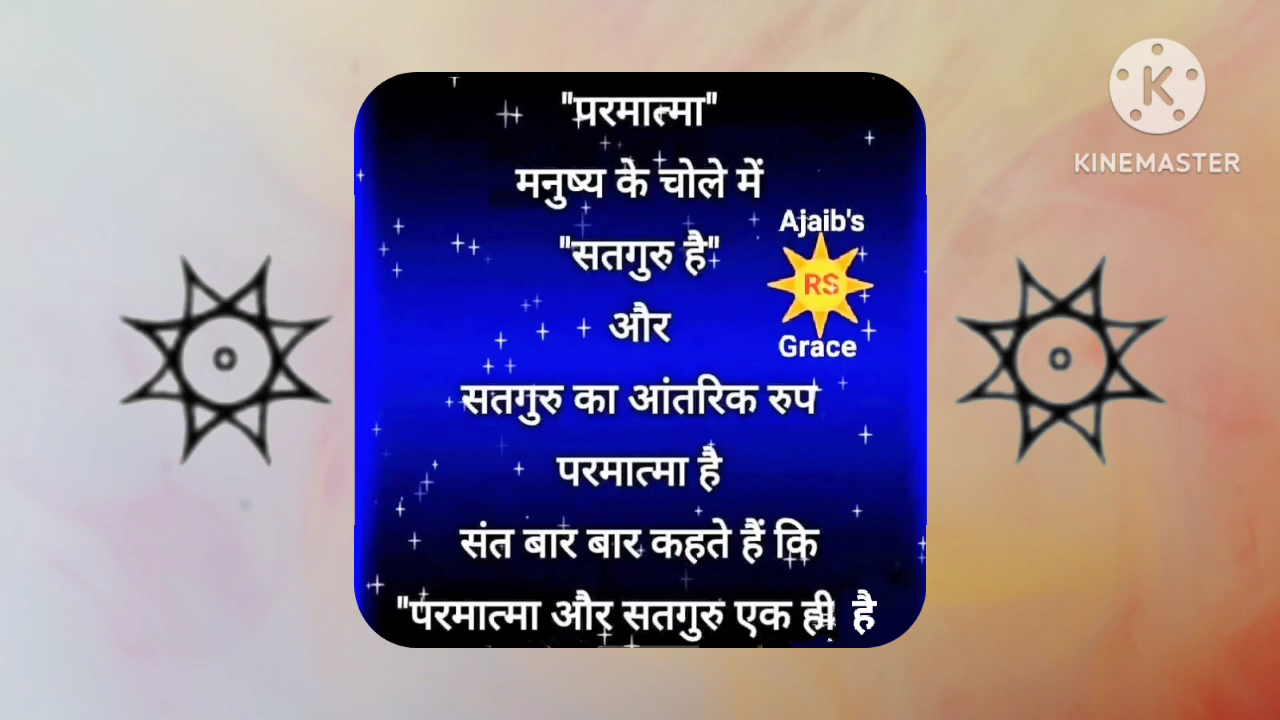 "परमात्मा"
मनुष्य के चोले में
"सतगुरु है"
और
सतगुरु का आंतरिक रुप
परमात्मा है
संत बार बार कहते हैं कि
"परमात्मा और सतगुरु एक ही है
Ajaib's
RS
Grace
K
KINEMASTER